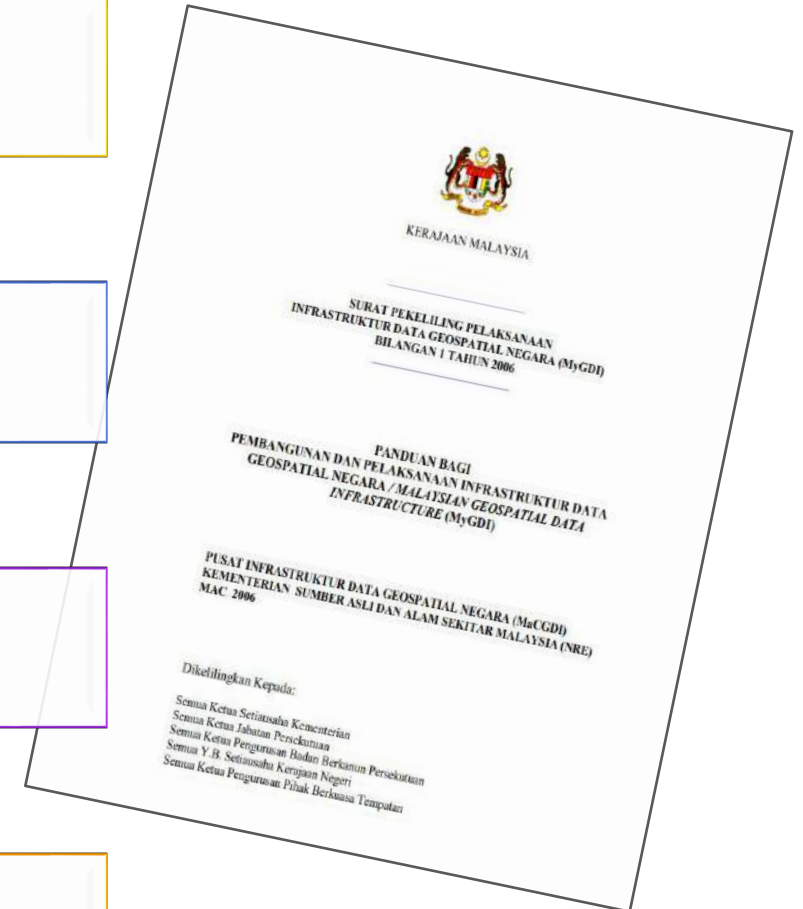 KERAJAAN MALAYSIA
SURAT PEKELILING PELAKSANAAN
INFRASTRUKTUR DATA GEOSPATIAL NEGARA (MyGDI)
BILANGAN 1 TAHUN 2006
PANDUAN BAGI
PEMBANGUNAN DAN PELAKSANAAN INFRASTRUKTUR DATA
GEOSPATIAL NEGARA / MALAYSIAN GEOSPATIAL DATA
INFRASTRUCTURE (MyGDI)
PUSAT INFRASTRUKTUR DATA GEOSPATIAL NEGARA (MaCGDI)
KEMENTERIAN SUMBER ASLI DAN ALAM SEKITAR MALAYSIA (NRE)
MAC 2006
Dikelilingkan Kepada:
Semua Ketua Setiausaha Kementerian
Semua Ketua Jabatan Persekutuan
Semua Ketua Pengurusan Badan Berkanun Persekutuan
Semua Y.B. Setiausaha Kerajaan Negeri
Semua Ketua Pengurusan Pihak Berkuasa Tempatan